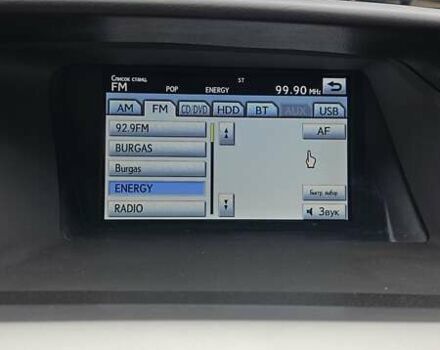 Список станц.
FM POP ENERGY ST 99.90 MHz
AM FM CD DVD HDD BT AUX USB
92.9FM
AF
BURGAS
Burgas
ENERGY
Быстр. выбор
RADIO
Звук